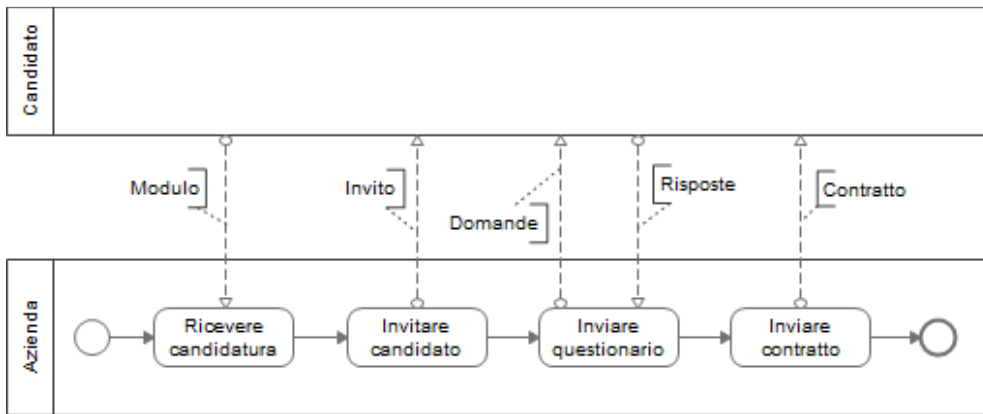 Candidato
Modulo
Invito
Domande
Risposte
Contratto
Azienda
Ricevere
candidatura
Invitare
candidato
Inviare
questionario
Inviare
contratto